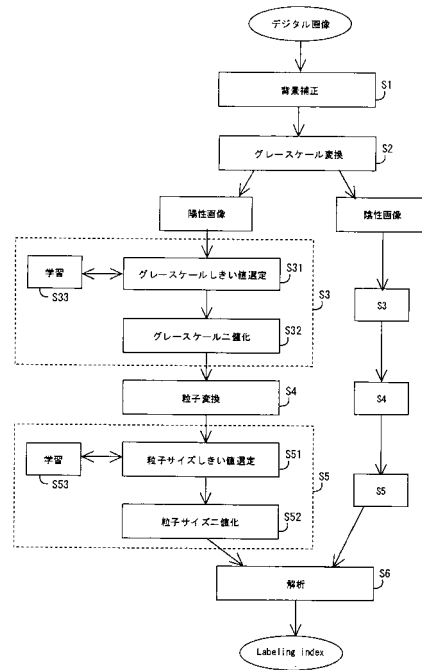 デジタル画像
背景補正
S1
グレースケール変換
S2
陽性画像
陰性画像
学習
S33
グレースケールしきい値選定
S31
グレースケール二値化
S32
S3
S3
粒子変換
S4
S4
学習
S53
粒子サイズしきい値選定
S51
粒子サイズ二値化
S52
S5
S5
解析
S6
Labeling index